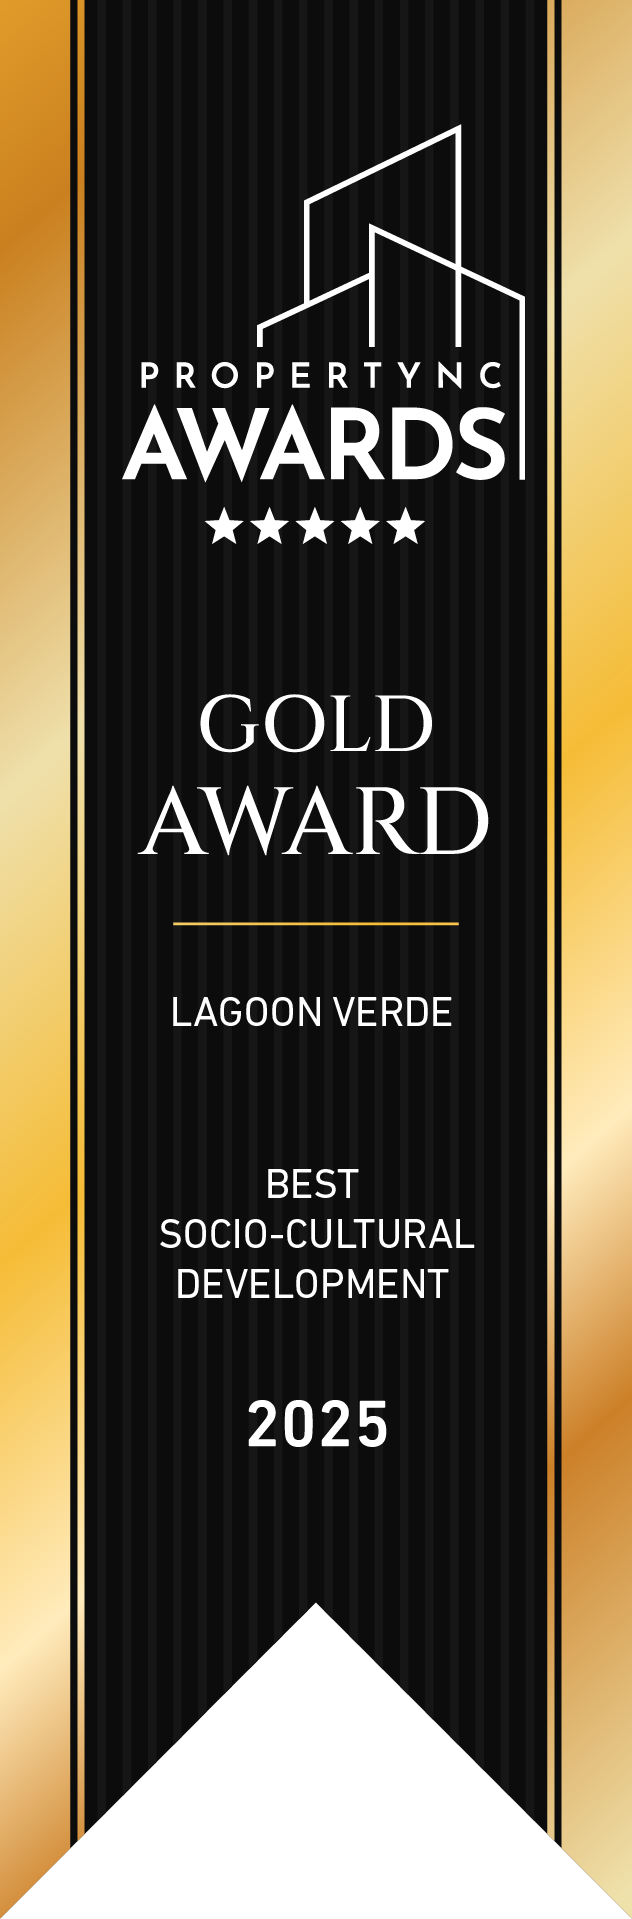 PROPERTYNC
AWARDS
GOLD
AWARD
LAGOON VERDE
BEST
SOCIO-CULTURAL
DEVELOPMENT
2025